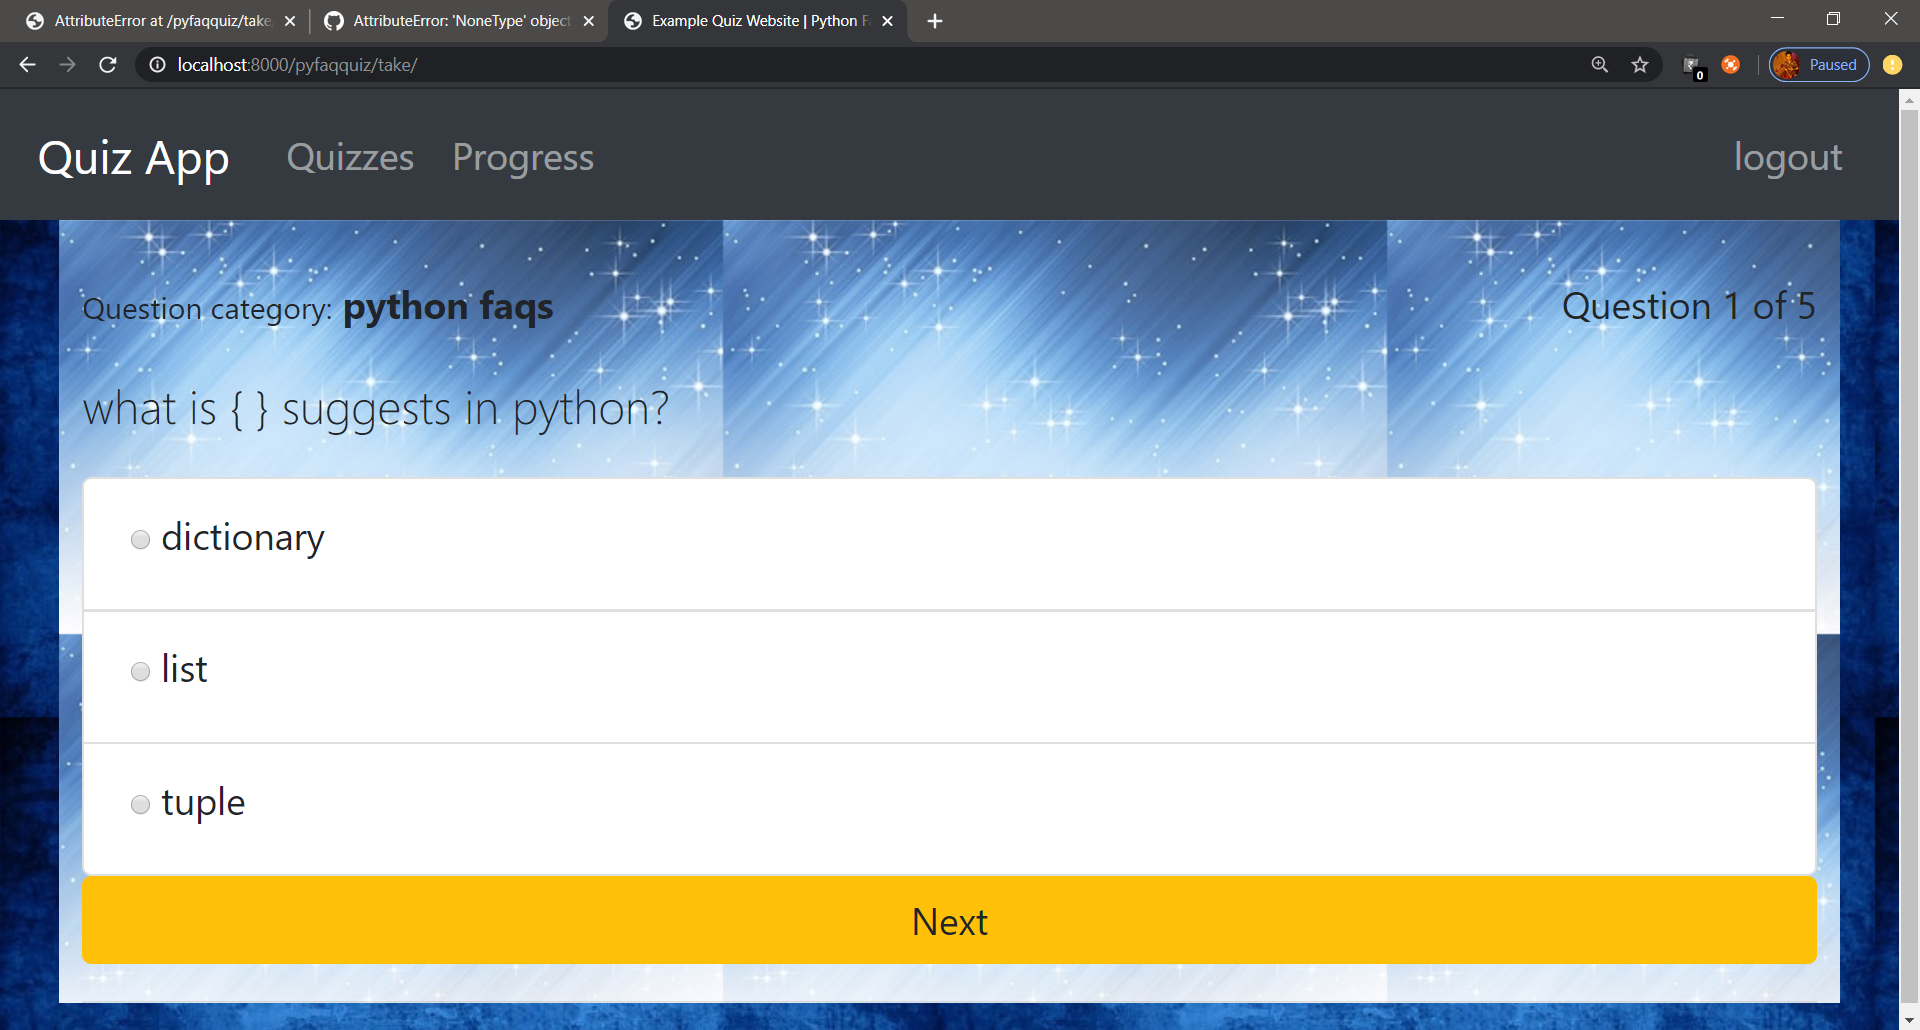 AttributeError at /pyfaqquiz/take
AttributeError: 'NoneType' object
Example Quiz Website | Python F
localhost:8000/pyfaqquiz/take/
0
Paused
Quiz App
Quizzes
Progress
logout
Question category: python faqs
Question 1 of 5
what is { } suggests in python?
dictionary
list
tuple
Next